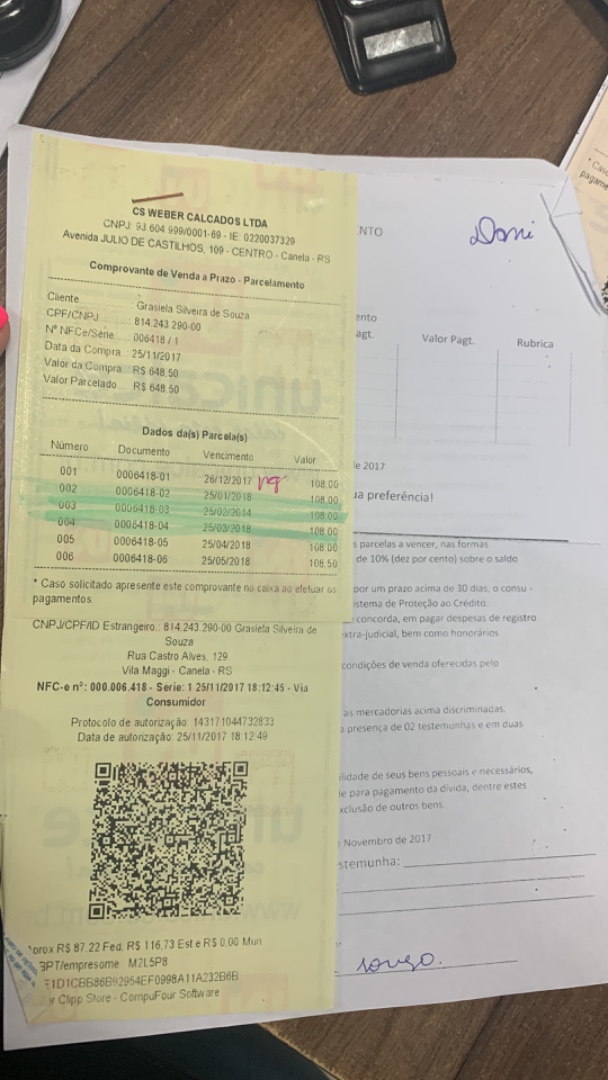 CS WEBER CALCADOS LTDA
CNPJ: 93.604.999/0001-69 - IE: 0220037329
Avenida JULIO DE CASTILHOS, 109 - CENTRO - Canela - RS
Comprovante de Venda a Prazo - Parcelamento
Cliente : Grasiela Silveira de Souza
CPF/CNPJ : 814.243.290-00
Nº NFCe/Série : 006418 / 1
Data da Compra : 25/11/2017
Valor da Compra : R$ 648.50
Valor Parcelado : R$ 648.50
Dados da(s) Parcela(s)
Número Documento Vencimento Valor
001 0006418-01 26/12/2017 pg 108.00
002 0006418-02 25/01/2018 108.00
003 0006418-03 108.00
004 0006418-04 25/03/2018 108.00
005 0006418-05 25/04/2018 108.00
006 0006418-06 25/05/2018 108.50
* Caso solicitado apresente este comprovante no caixa ao efetuar os
pagamentos.
CNPJ/CPF/ID Estrangeiro.: 814.243.290-00 Grasiela Silveira de
Souza
Rua Castro Alves, 129
Vila Maggi - Canela - RS
NFC-e nº: 000.006.418 - Serie: 1 25/11/2017 18:12:45 - Via
Consumidor
Protocolo de autorização: 143171044732833
Data de autorização: 25/11/2017 18:12:49
prox R$ 87,22 Fed, R$ 116,73 Est e R$ 0,00 Mun
BPT/empresome M2L5P8
r Clipp Store - CompuFour Software
NTO
Dani
ento
agt. Valor Pagt. Rubrica
e 2017
a preferência!
parcelas a vencer, nas formas
de 10% (dez por cento) sobre o saldo
por um prazo acima de 30 dias, o consu -
istema de Proteção ao Crédito.
concorda, em pagar despesas de registro
xtra-judicial, bem como honorários
condições de venda oferecidas pelo
as mercadorias acima discriminadas.
a presença de 02 testemunhas e em duas
lidade de seus bens pessoais e necessários,
e para pagamento da dívida, dentre estes
xclusão de outros bens.
Novembro de 2017
stemunha:
souza.
* Caso
pagame